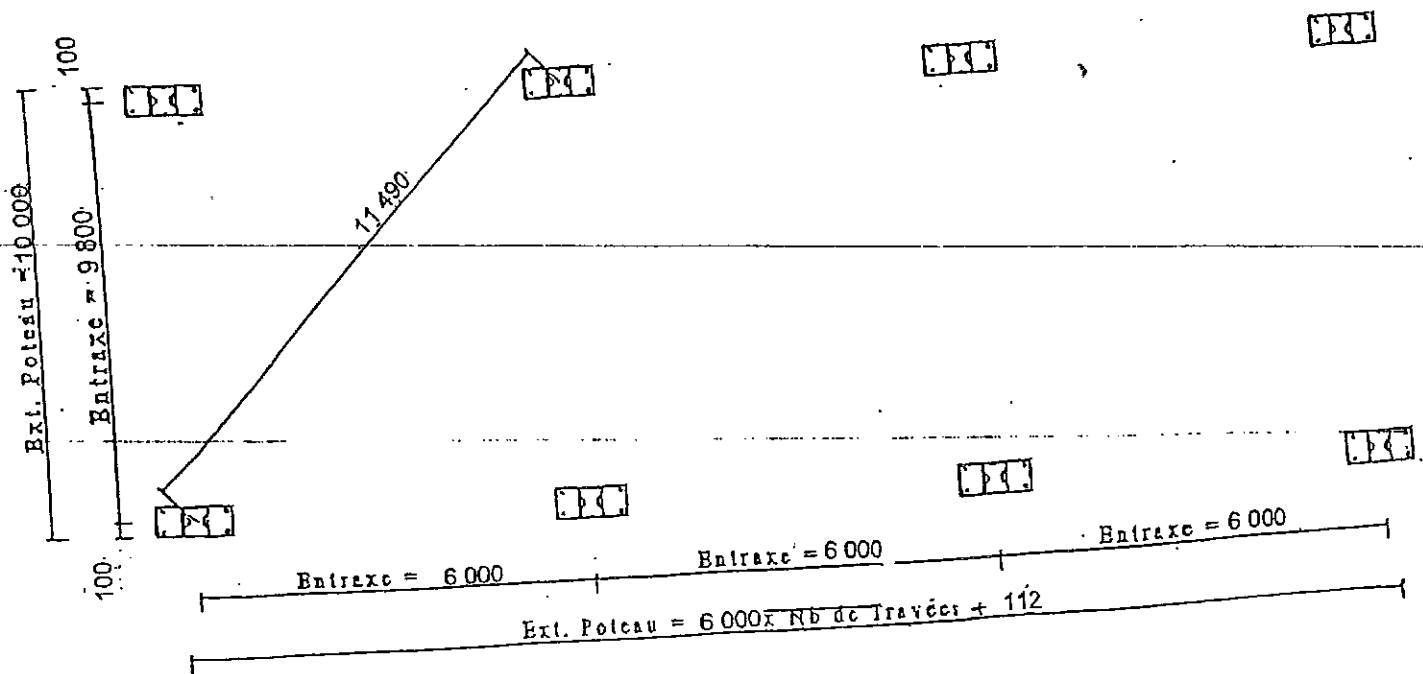 100
Ext. Poteau = 10 000
Entraxe = 9 800
11 490
100
Entraxe = 6 000
Entraxe = 6 000
Entraxe = 6 000
Ext. Poteau = 6 000x Nb de Travées + 112